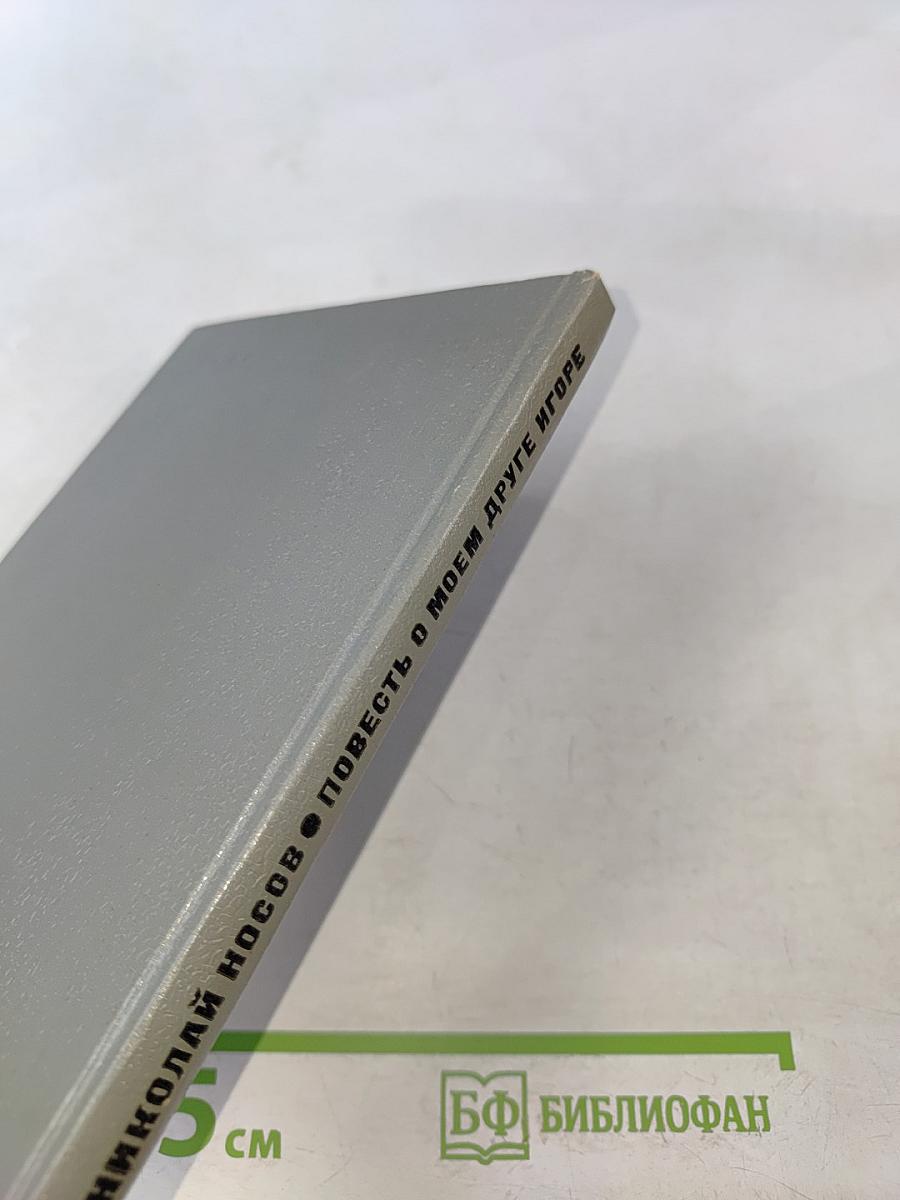 НИКОЛАЙ НОСОВ ● ПОВЕСТЬ О МОЕМ ДРУГЕ ИГОРЕ
5 см
БФ БИБЛИОФАН